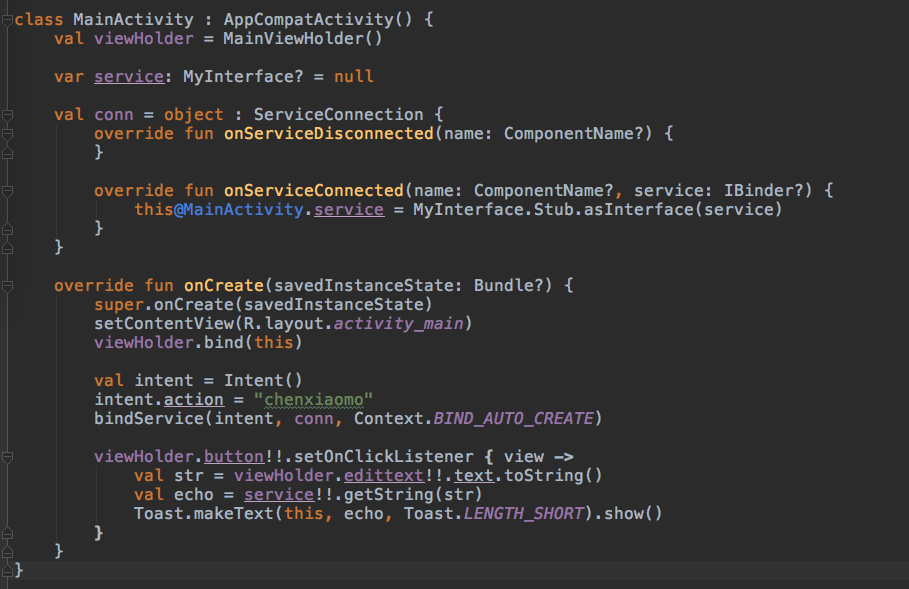 class MainActivity : AppCompatActivity() {
    val viewHolder = MainViewHolder()

    var service: MyInterface? = null

    val conn = object : ServiceConnection {
        override fun onServiceDisconnected(name: ComponentName?) {
        }

        override fun onServiceConnected(name: ComponentName?, service: IBinder?) {
            this@MainActivity.service = MyInterface.Stub.asInterface(service)
        }
    }

    override fun onCreate(savedInstanceState: Bundle?) {
        super.onCreate(savedInstanceState)
        setContentView(R.layout.activity_main)
        viewHolder.bind(this)

        val intent = Intent()
        intent.action = "chenxiaomo"
        bindService(intent, conn, Context.BIND_AUTO_CREATE)

        viewHolder.button!!.setOnClickListener { view ->
            val str = viewHolder.edittext!!.text.toString()
            val echo = service!!.getString(str)
            Toast.makeText(this, echo, Toast.LENGTH_SHORT).show()
        }
    }
}